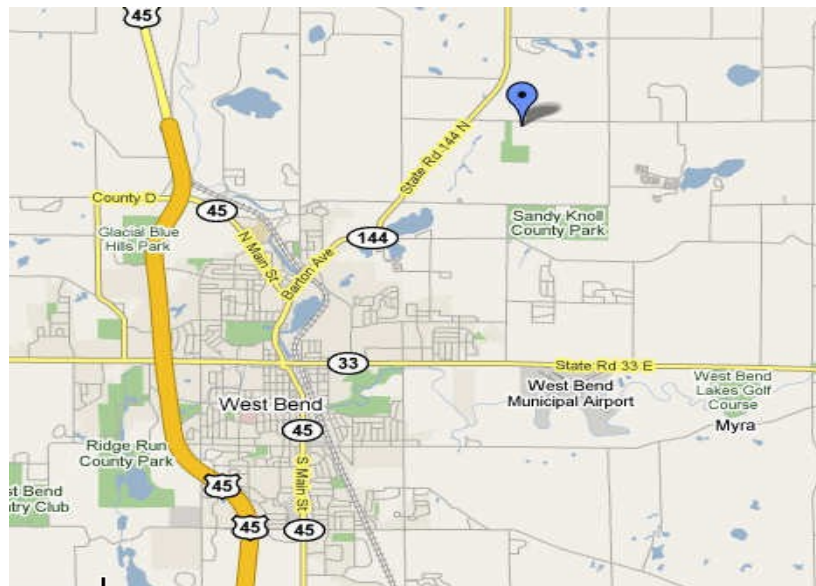 45
State Rd 144 N
County D
45
Sandy Knoll
County Park
Glacial Blue
Hills Park
144
N Main St
Barton Ave
33
State Rd 33 E
West Bend
Municipal Airport
West Bend
Lakes Golf
Course
Myra
West Bend
45
Ridge Run
County Park
S Main St
45
st Bend
try Club
45
45